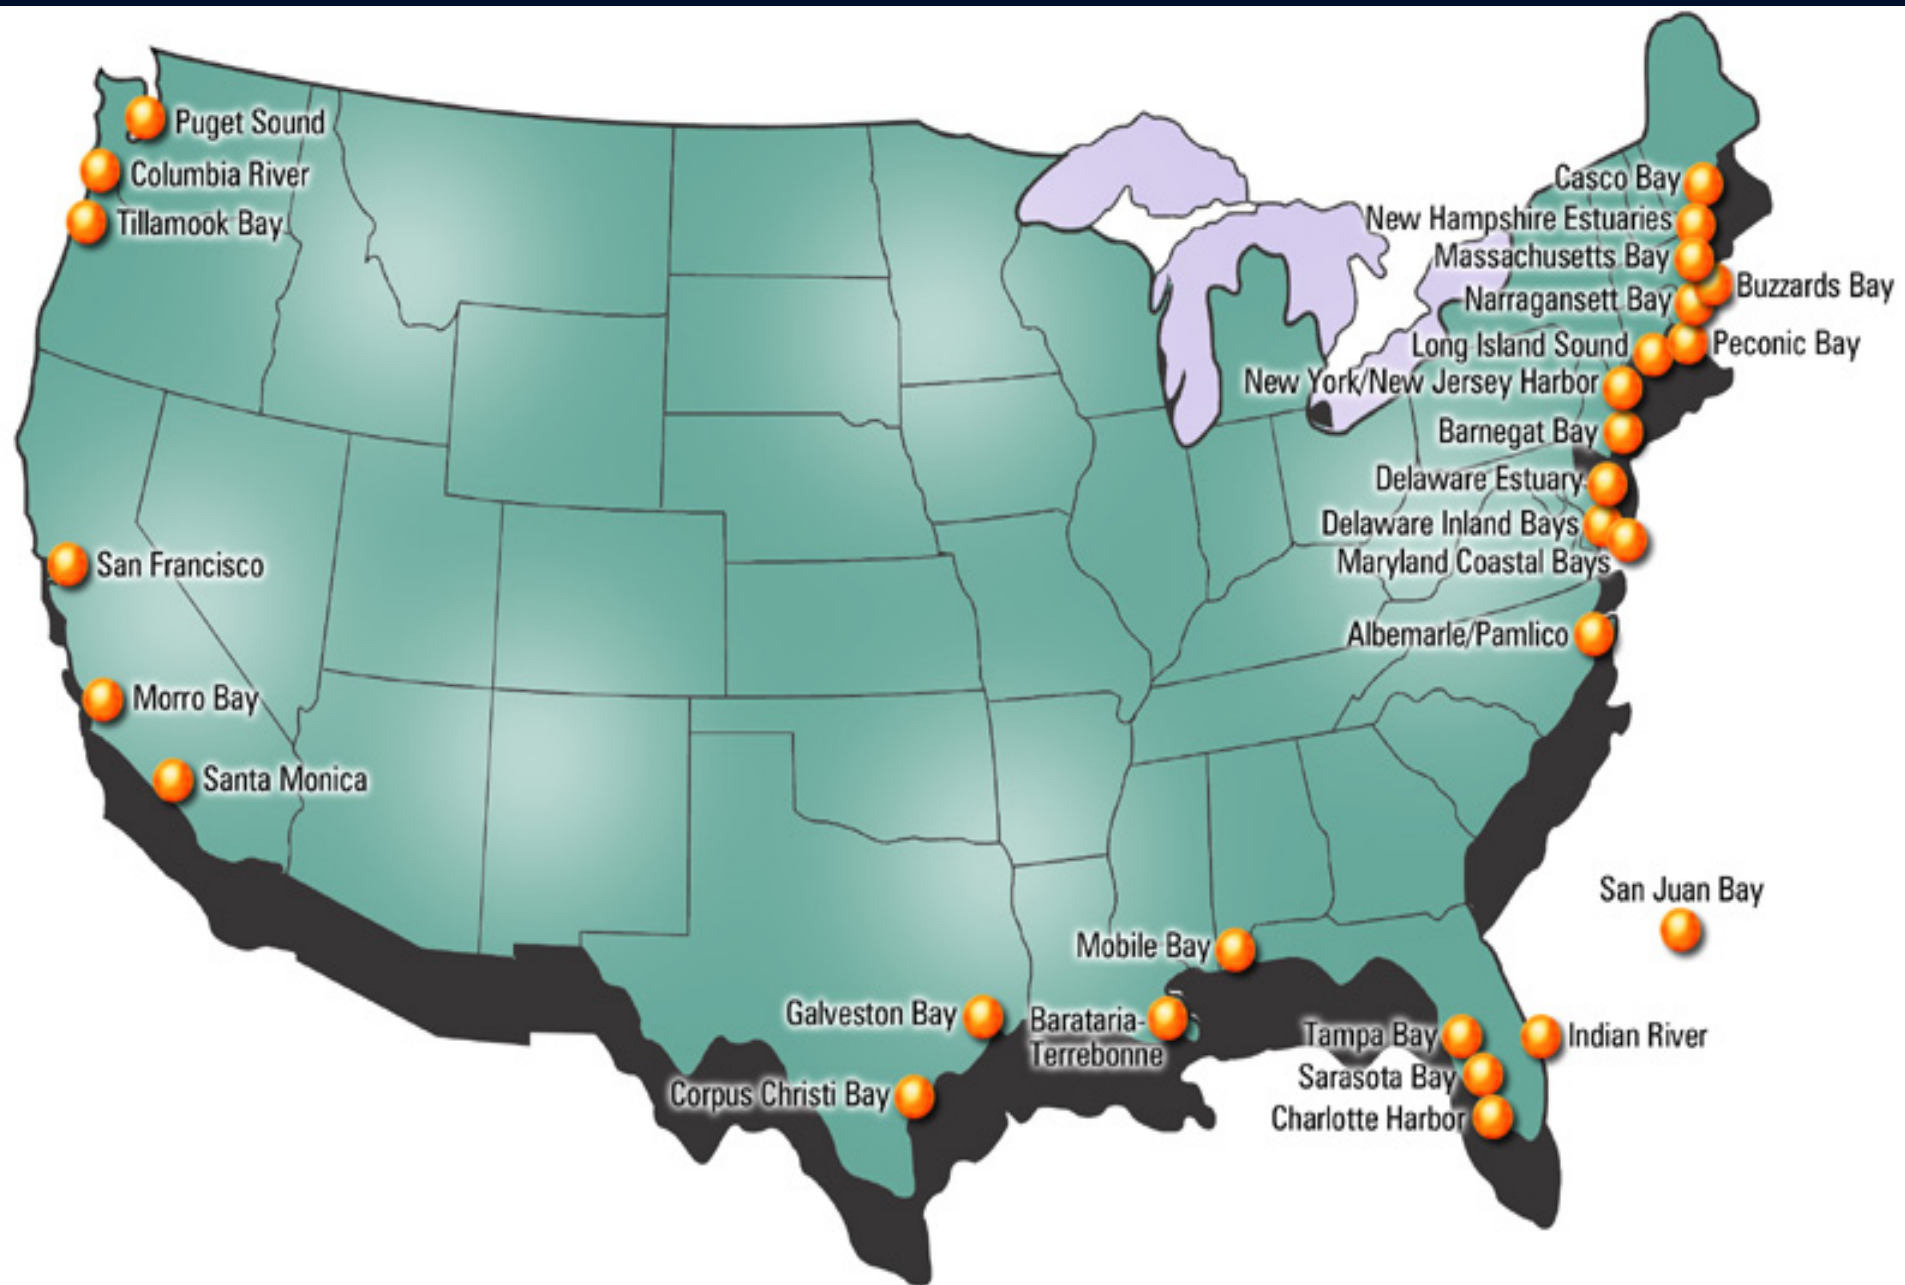 Puget Sound
Columbia River
Tillamook Bay
San Francisco
Morro Bay
Santa Monica
Casco Bay
New Hampshire Estuaries
Massachusetts Bay
Buzzards Bay
Narragansett Bay
Long Island Sound
Peconic Bay
New York/New Jersey Harbor
Barnegat Bay
Delaware Estuary
Delaware Inland Bays
Maryland Coastal Bays
Albemarle/Pamlico
San Juan Bay
Mobile Bay
Galveston Bay
Barataria-
Terrebonne
Corpus Christi Bay
Tampa Bay
Indian River
Sarasota Bay
Charlotte Harbor